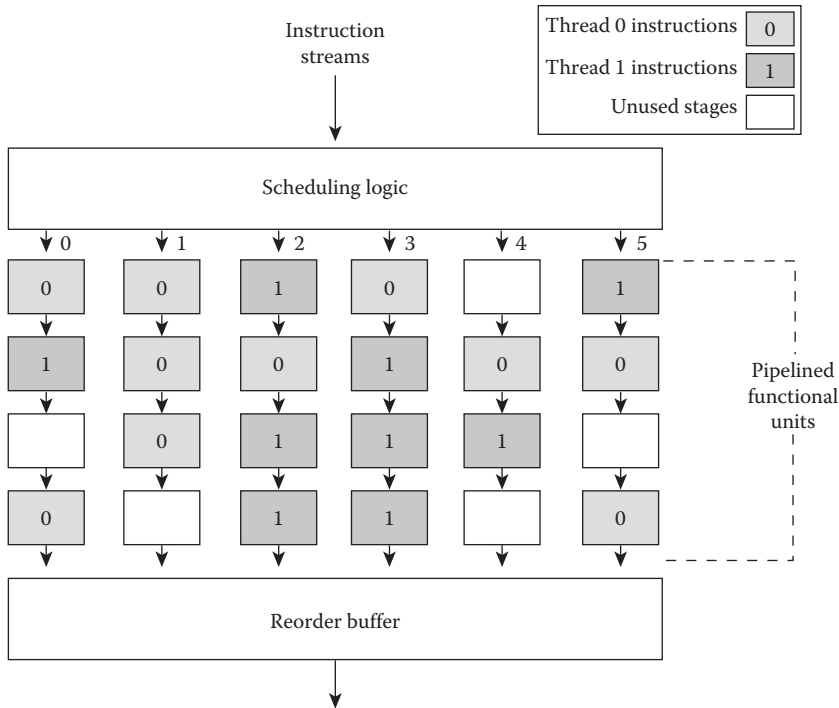 Instruction
streams
Thread 0 instructions 0
Thread 1 instructions 1
Unused stages
Scheduling logic
0 1 2 3 4 5
0 0 1 0 1
1 0 0 1 0 0
0 1 1 1
0 1 1 0
Pipelined
functional
units
Reorder buffer